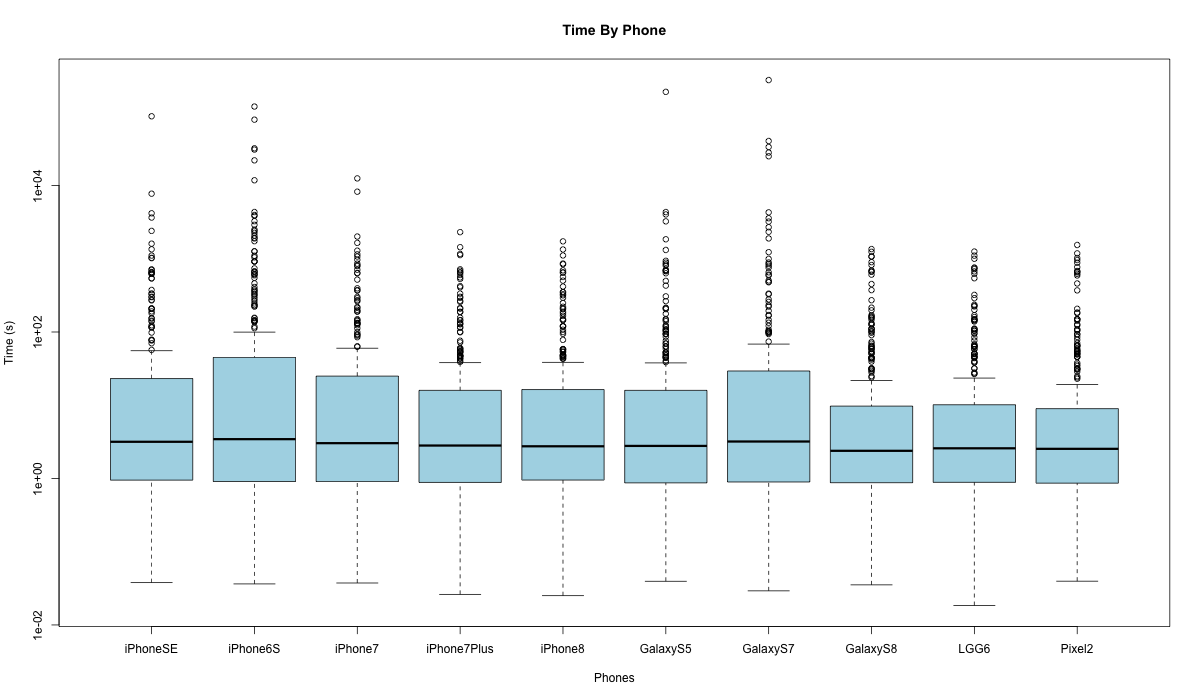 Time By Phone
Time (s)
1e+04
1e+02
1e+00
1e-02
iPhoneSE iPhone6S iPhone7 iPhone7Plus iPhone8 GalaxyS5 GalaxyS7 GalaxyS8 LGG6 Pixel2
Phones